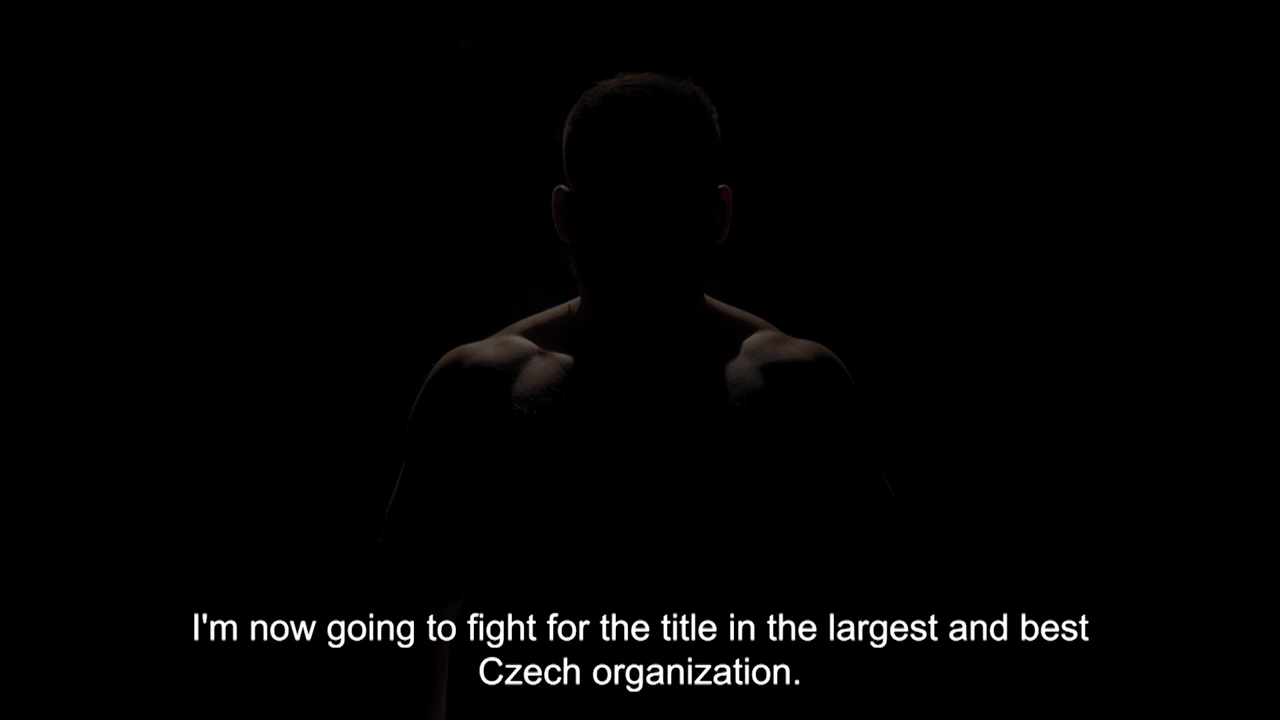 I'm now going to fight for the title in the largest and best
Czech organization.